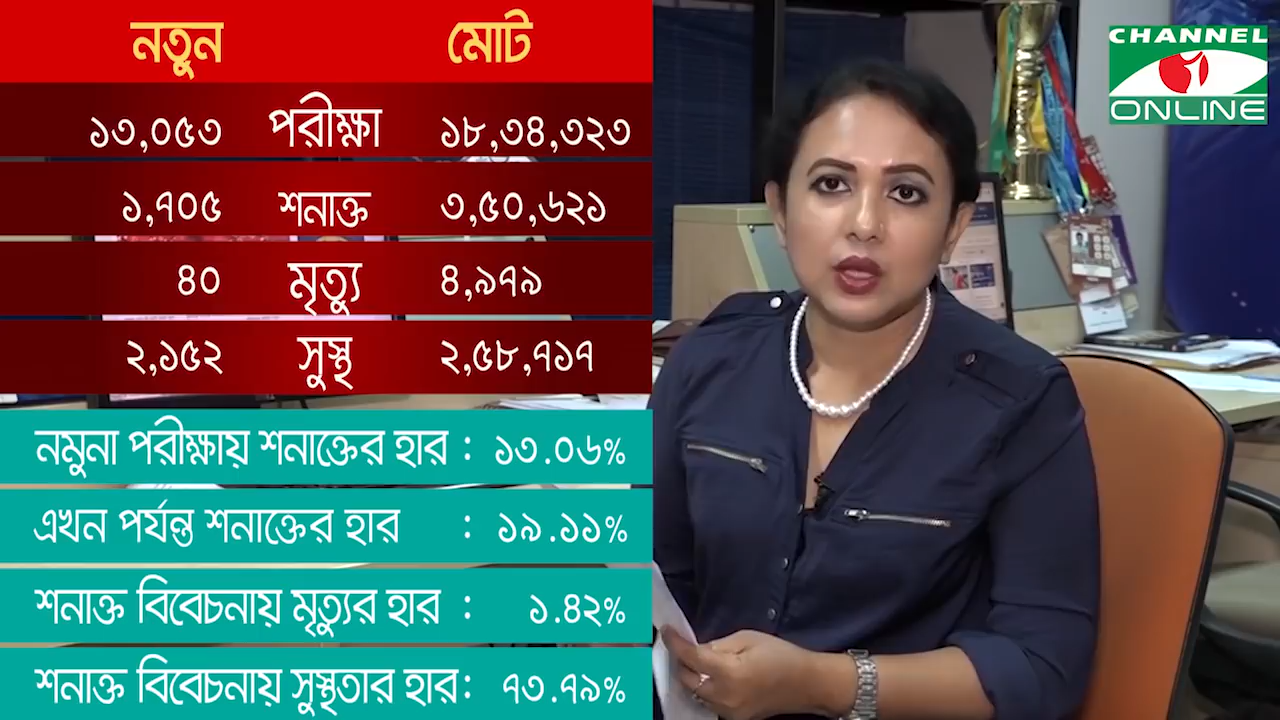 নতুন মোট
১৩,০৫৩ পরীক্ষা ১৮,৩৪,৩২৩
১,৭০৫ শনাক্ত ৩,৫০,৬২১
৪০ মৃত্যু ৪,৯৭৯
২,১৫২ সুস্থ ২,৫৮,৭১৭
নমুনা পরীক্ষায় শনাক্তের হার : ১৩.০৬%
এখন পর্যন্ত শনাক্তের হার : ১৯.১১%
শনাক্ত বিবেচনায় মৃত্যুর হার : ১.৪২%
শনাক্ত বিবেচনায় সুস্থতার হার: ৭৩.৭৯%
CHANNEL
ONLINE